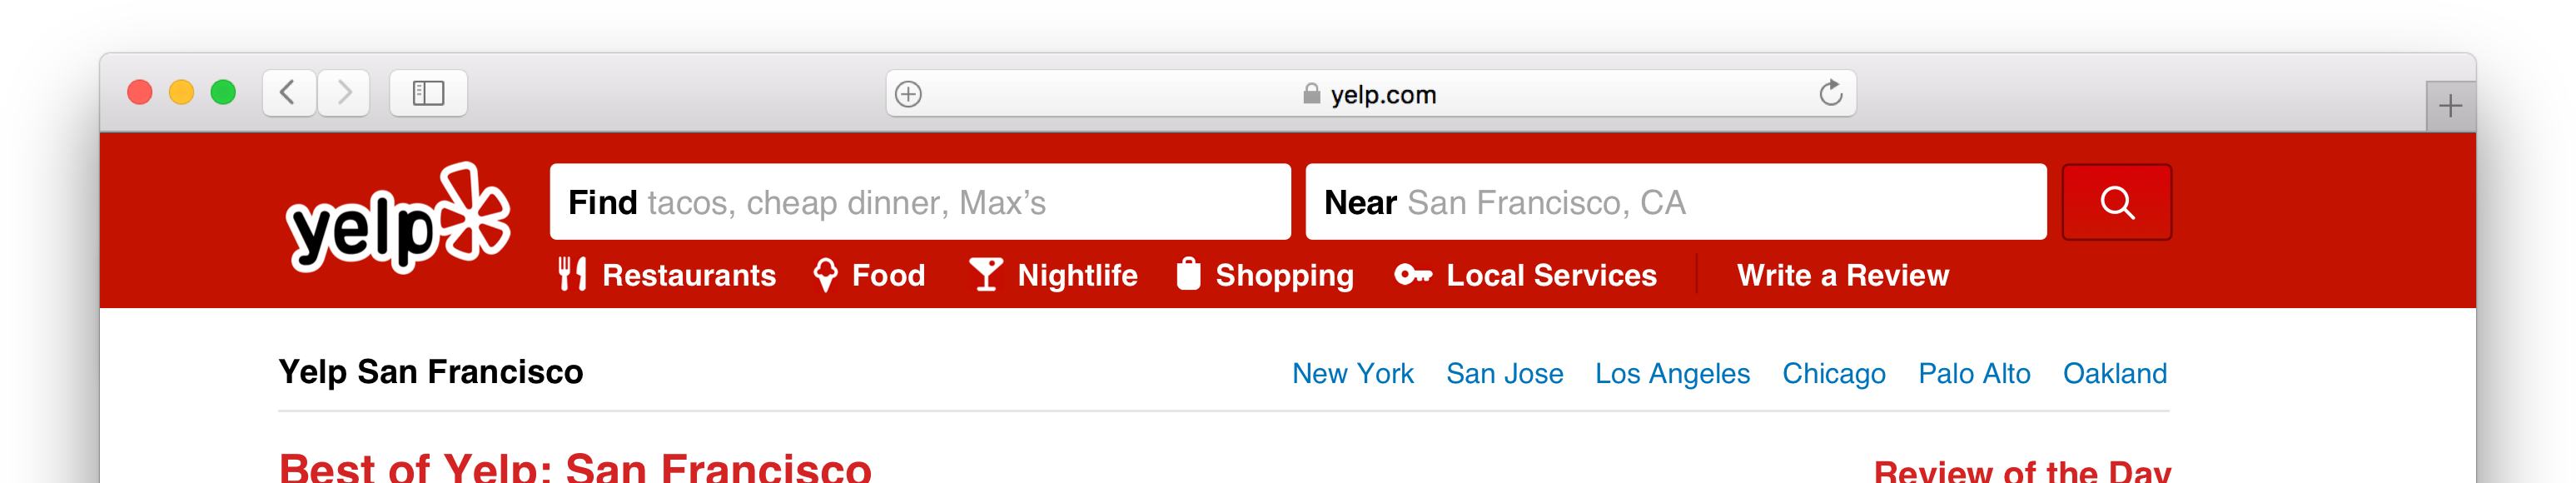 yelp.com
yelp
Find tacos, cheap dinner, Max’s
Near San Francisco, CA
Restaurants Food Nightlife Shopping Local Services Write a Review
Yelp San Francisco
New York San Jose Los Angeles Chicago Palo Alto Oakland
Best of Yelp: San Francisco
Review of the Day